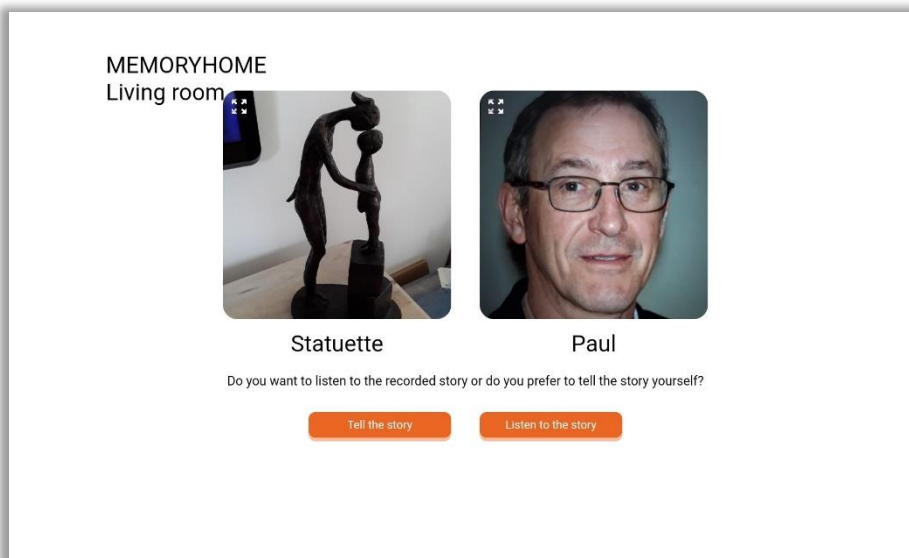 MEMORYHOME
Living room
Statuette
Paul
Do you want to listen to the recorded story or do you prefer to tell the story yourself?
Tell the story
Listen to the story